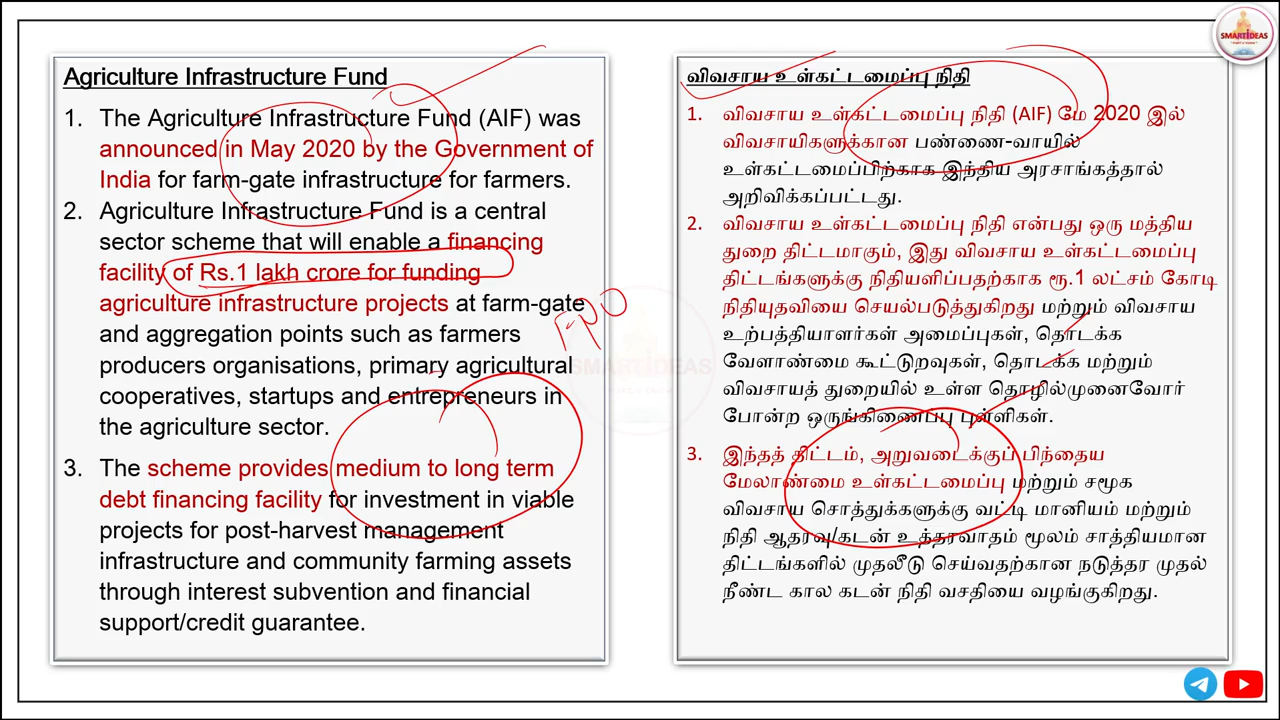 SMARTIDEAS
Agriculture Infrastructure Fund
1. The Agriculture Infrastructure Fund (AIF) was
announced in May 2020 by the Government of
India for farm-gate infrastructure for farmers.
2. Agriculture Infrastructure Fund is a central
sector scheme that will enable a financing
facility of Rs.1 lakh crore for funding
agriculture infrastructure projects at farm-gate
and aggregation points such as farmers
producers organisations, primary agricultural
cooperatives, startups and entrepreneurs in
the agriculture sector.
3. The scheme provides medium to long term
debt financing facility for investment in viable
projects for post-harvest management
infrastructure and community farming assets
through interest subvention and financial
support/credit guarantee.
FPO
SMARTIDEAS
விவசாய உள்கட்டமைப்பு நிதி
1. விவசாய உள்கட்டமைப்பு நிதி (AIF) மே 2020 இல்
விவசாயிகளுக்கான பண்ணை-வாயில்
உள்கட்டமைப்பிற்காக இந்திய அரசாங்கத்தால்
அறிவிக்கப்பட்டது.
2. விவசாய உள்கட்டமைப்பு நிதி என்பது ஒரு மத்திய
துறை திட்டமாகும், இது விவசாய உள்கட்டமைப்பு
திட்டங்களுக்கு நிதியளிப்பதற்காக ரூ.1 லட்சம் கோடி
நிதியுதவியை செயல்படுத்துகிறது மற்றும் விவசாய
உற்பத்தியாளர்கள் அமைப்புகள், தொடக்க
வேளாண்மை கூட்டுறவுகள், தொடக்க மற்றும்
விவசாயத் துறையில் உள்ள தொழில்முனைவோர்
போன்ற ஒருங்கிணைப்பு புள்ளிகள்.
3. இந்தத் திட்டம், அறுவடைக்குப் பிந்தைய
மேலாண்மை உள்கட்டமைப்பு மற்றும் சமூக
விவசாய சொத்துக்களுக்கு வட்டி மானியம் மற்றும்
நிதி ஆதரவு/கடன் உத்தரவாதம் மூலம் சாத்தியமான
திட்டங்களில் முதலீடு செய்வதற்கான நடுத்தர முதல்
நீண்ட கால கடன் நிதி வசதியை வழங்குகிறது.